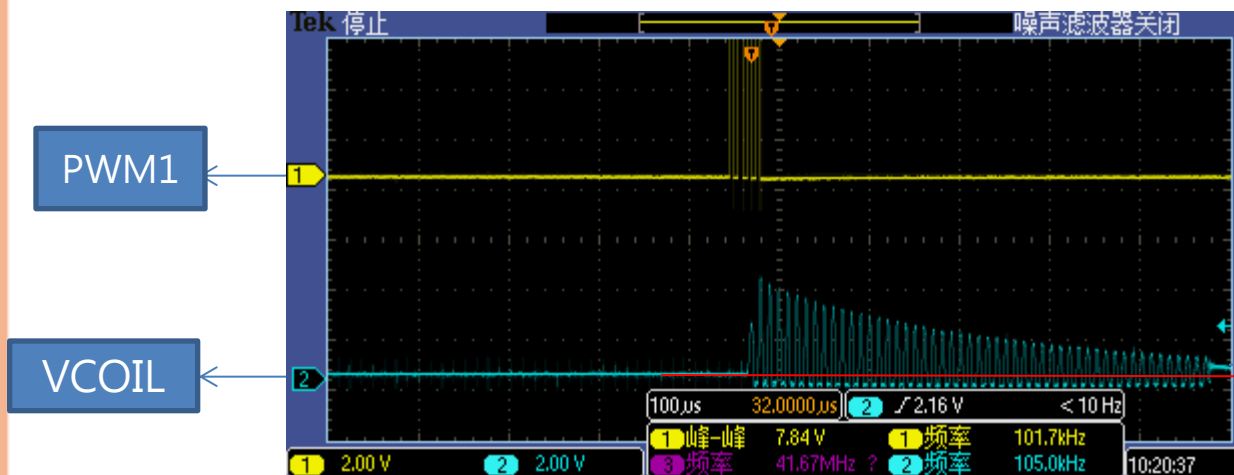 Tek 停止 噪声滤波器关闭
T
T
PWM1
1
VCOIL
2
100µs 32.0000µs 2 ∫ 2.16 V < 10 Hz
1 峰-峰 7.84 V 1 频率 101.7kHz
3 频率 41.67MHz ? 2 频率 105.0kHz
1 2.00 V 2 2.00 V 10:20:37